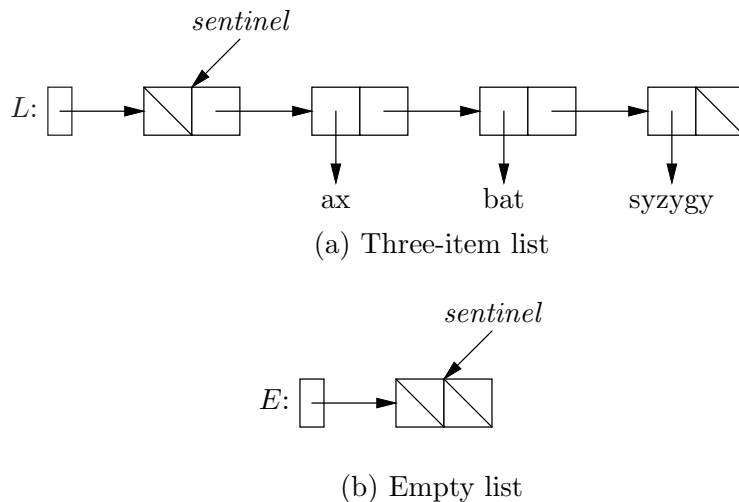 sentinel
L:
ax bat syzygy
(a) Three-item list
sentinel
E:
(b) Empty list